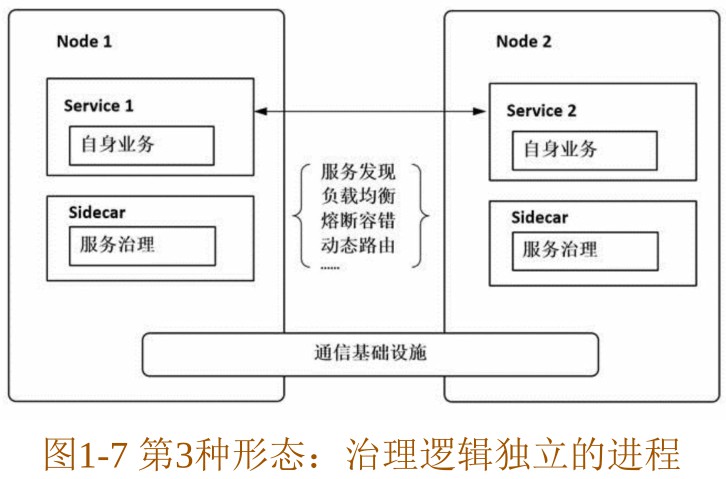 Node 1
Service 1
自身业务
Sidecar
服务治理
服务发现
负载均衡
熔断容错
动态路由
......
Node 2
Service 2
自身业务
Sidecar
服务治理
通信基础设施
图1-7 第3种形态：治理逻辑独立的进程